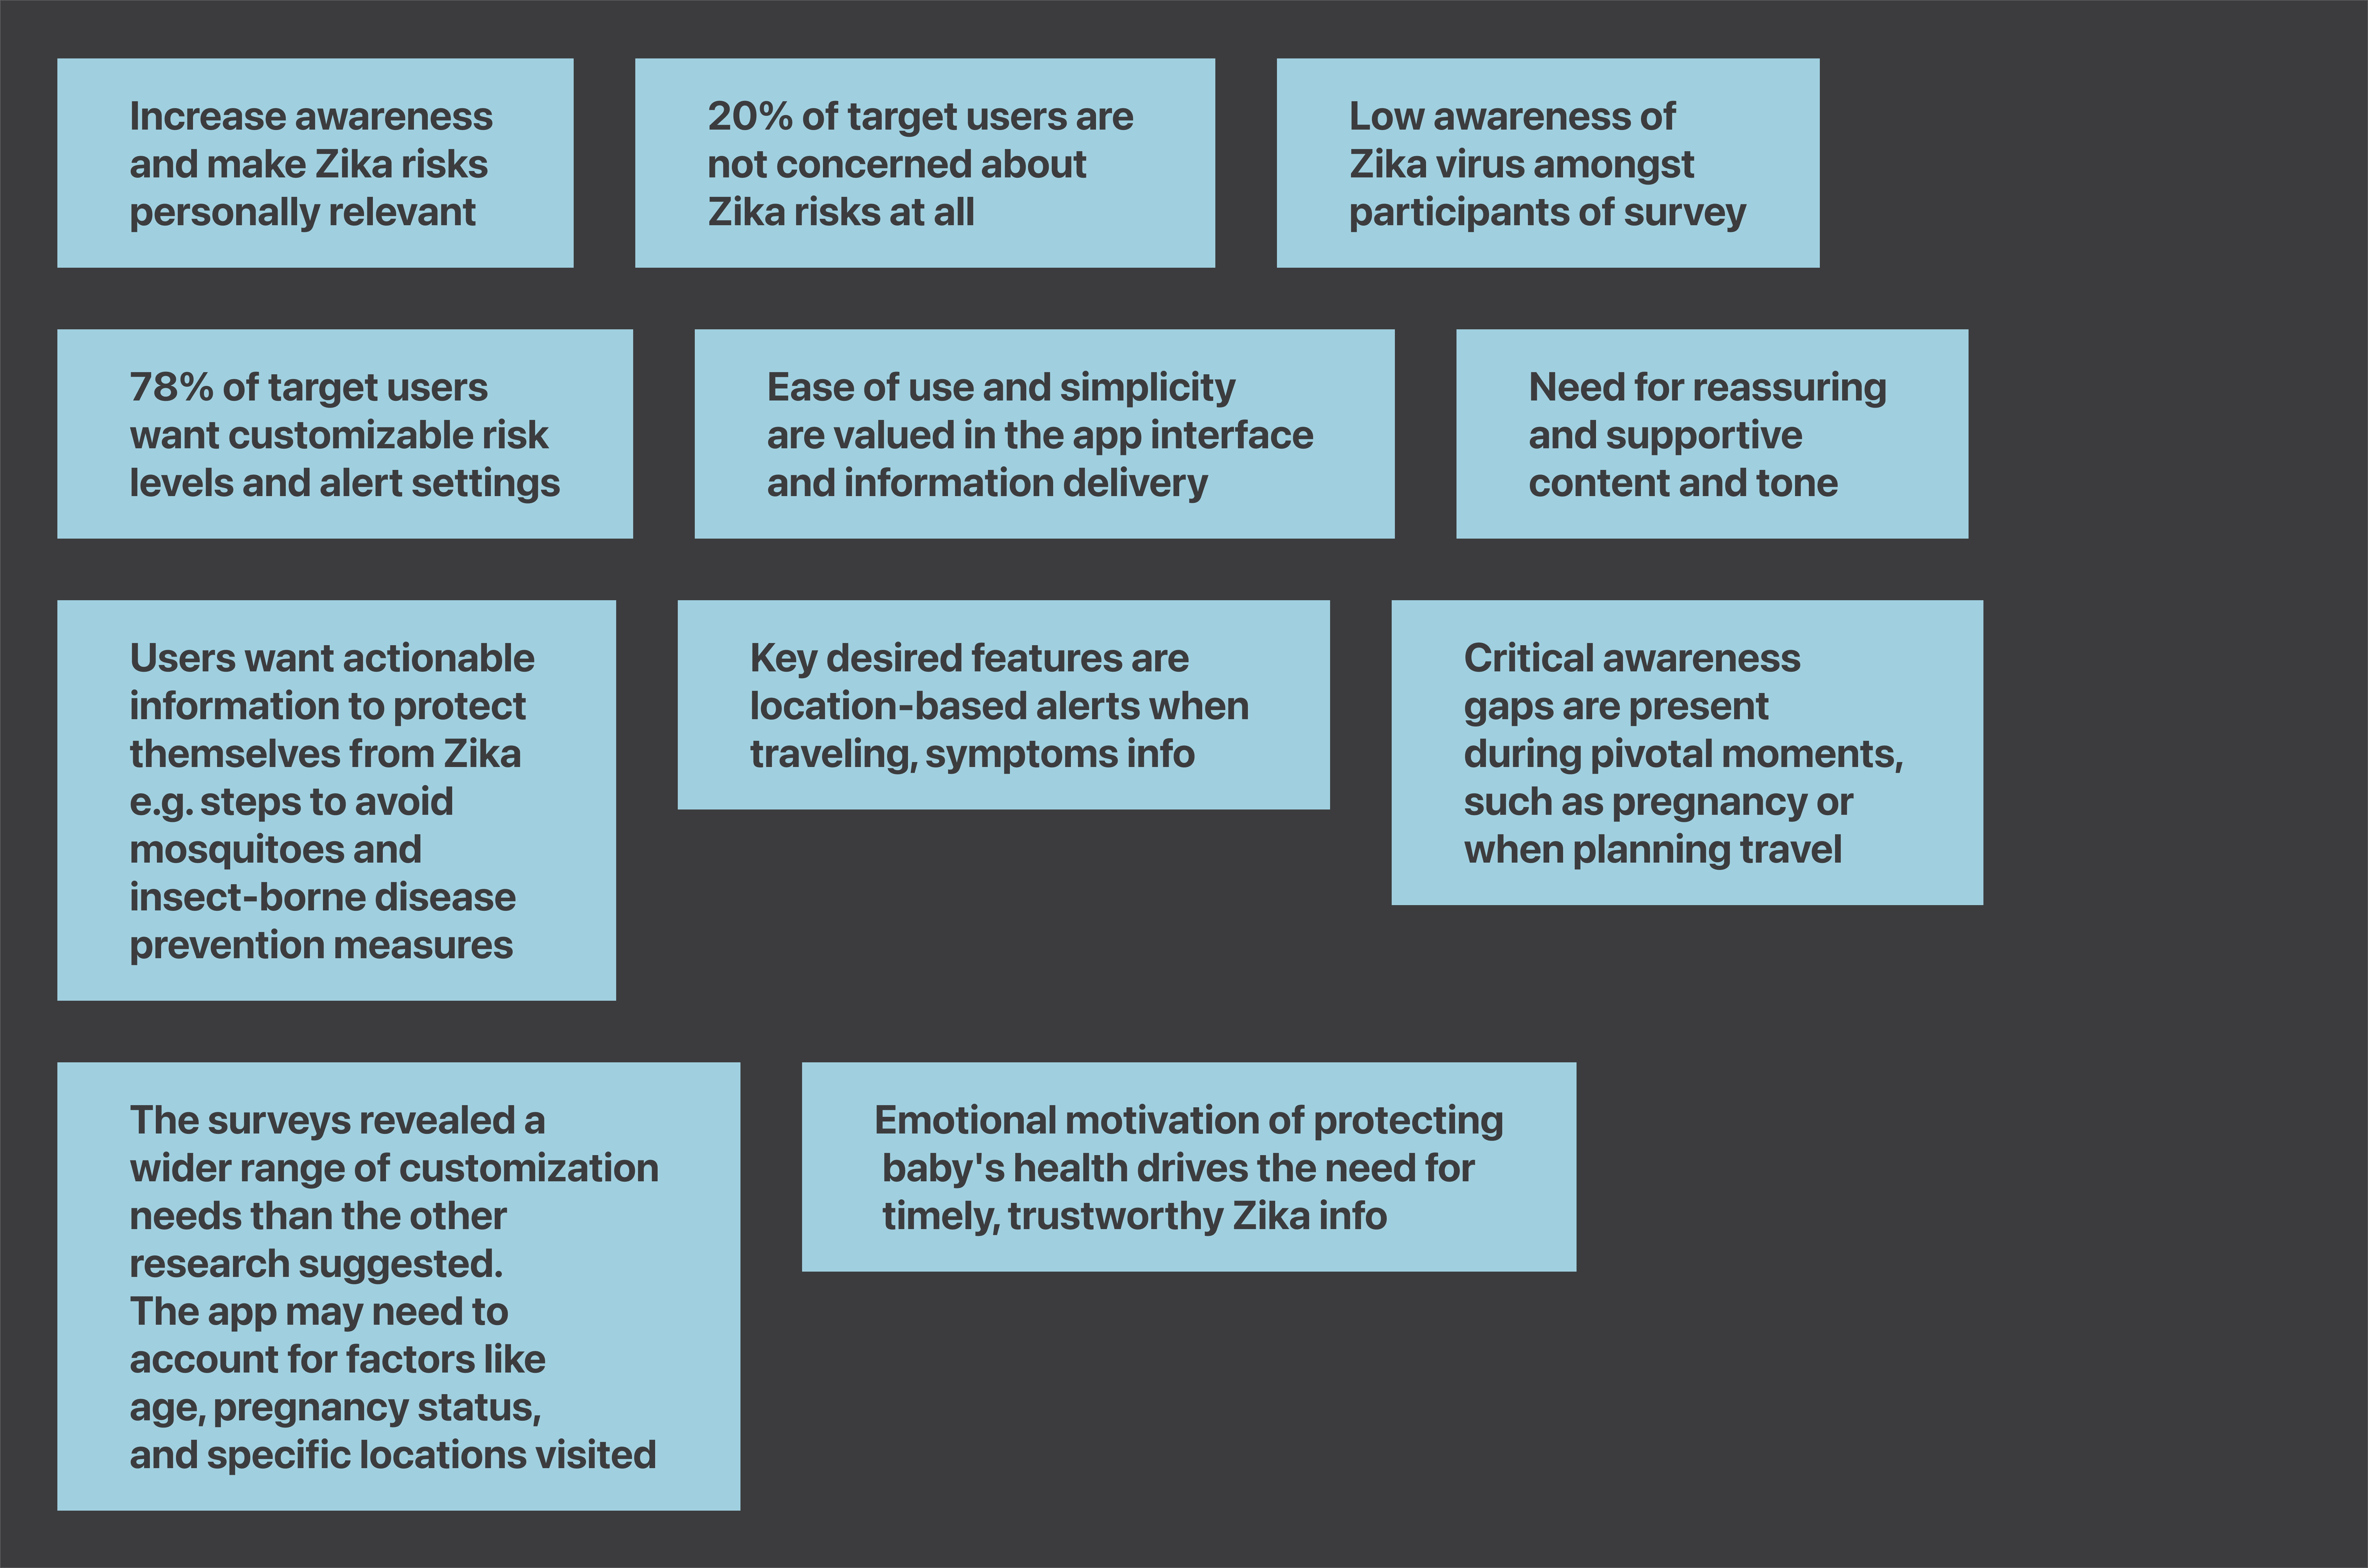 Increase awareness
and make Zika risks
personally relevant
20% of target users are
not concerned about
Zika risks at all
Low awareness of
Zika virus amongst
participants of survey
78% of target users
want customizable risk
levels and alert settings
Ease of use and simplicity
are valued in the app interface
and information delivery
Need for reassuring
and supportive
content and tone
Users want actionable
information to protect
themselves from Zika
e.g. steps to avoid
mosquitoes and
insect-borne disease
prevention measures
Key desired features are
location-based alerts when
traveling, symptoms info
Critical awareness
gaps are present
during pivotal moments,
such as pregnancy or
when planning travel
The surveys revealed a
wider range of customization
needs than the other
research suggested.
The app may need to
account for factors like
age, pregnancy status,
and specific locations visited
Emotional motivation of protecting
baby's health drives the need for
timely, trustworthy Zika info